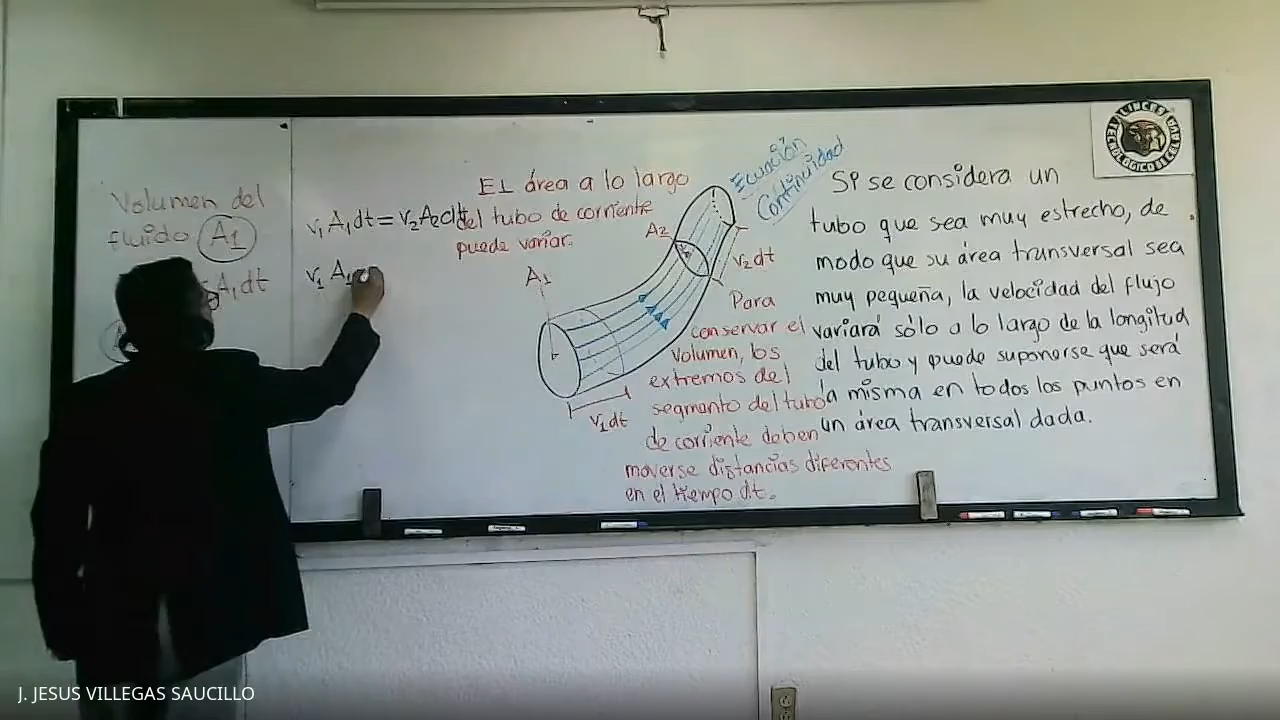 Volumen del
fluido A1
A1dt
v1A1dt = v2A2dt
v1 A1
El área a lo largo
del tubo de corriente
puede variar.
A1
A2
v1dt
v2dt
Ecuación
Continuidad
Para
conservar el
Volumen, los
extremos del
segmanto del tubo
de corriente deben
moverse distancias diferentes
en el tiempo dt.
Si se considera un
tubo que sea muy estrecho, de
modo que su área transversal sea
muy pequeña, la velocidad del flujo
variará sólo a lo largo de la longitud
del tubo y puede suponerse que será
la misma en todos los puntos en
un área transversal dada.
J. JESUS VILLEGAS SAUCILLO